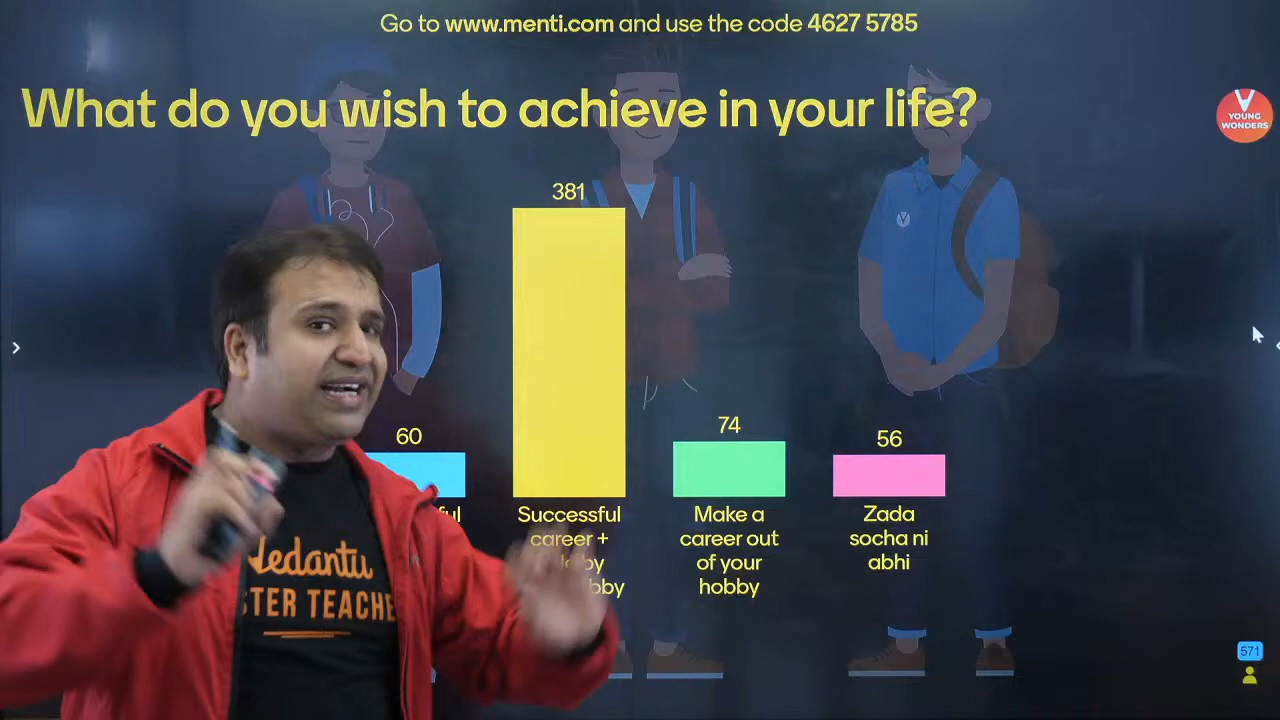 Go to www.menti.com and use the code 4627 5785
What do you wish to achieve in your life?
YOUNG
WONDERS
381
60
74
56
Successful
career +
Make a
career out
of your
hobby
Zada
socha ni
abhi
Vedantu
TEACHE
571